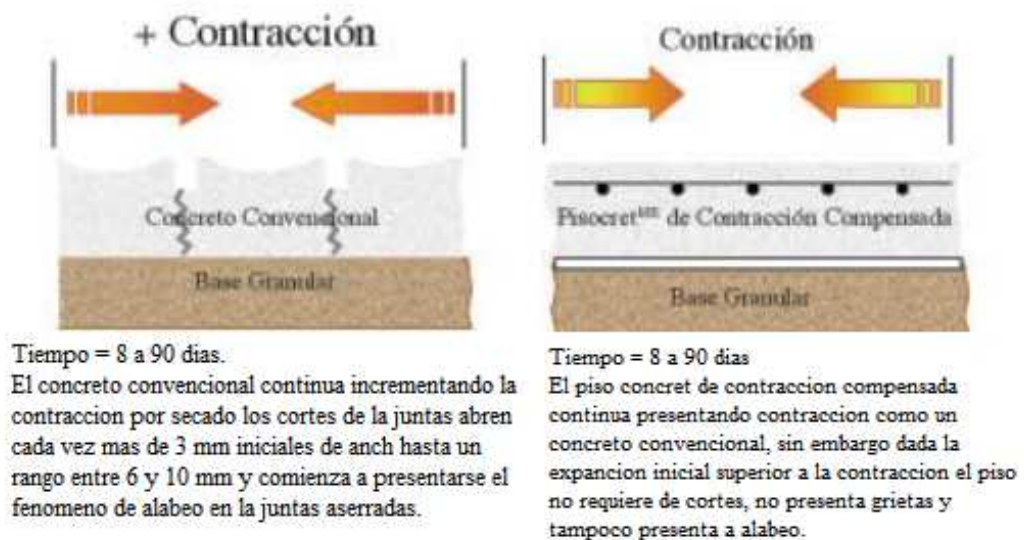 + Contracción
Concreto Convencional
Base Granular
Tiempo = 8 a 90 dias.
El concreto convencional continua incrementando la
contraccion por secado los cortes de la juntas abren
cada vez mas de 3 mm iniciales de anch hasta un
rango entre 6 y 10 mm y comienza a presentarse el
fenomeno de alabeo en la juntas aserradas.
Contracción
Pisocret de Contracción Compensada
Base Granular
Tiempo = 8 a 90 dias
El piso concret de contraccion compensada
continua presentando contraccion como un
concreto convencional, sin embargo dada la
expancion inicial superior a la contraccion el piso
no requiere de cortes, no presenta grietas y
tampoco presenta a alabeo.